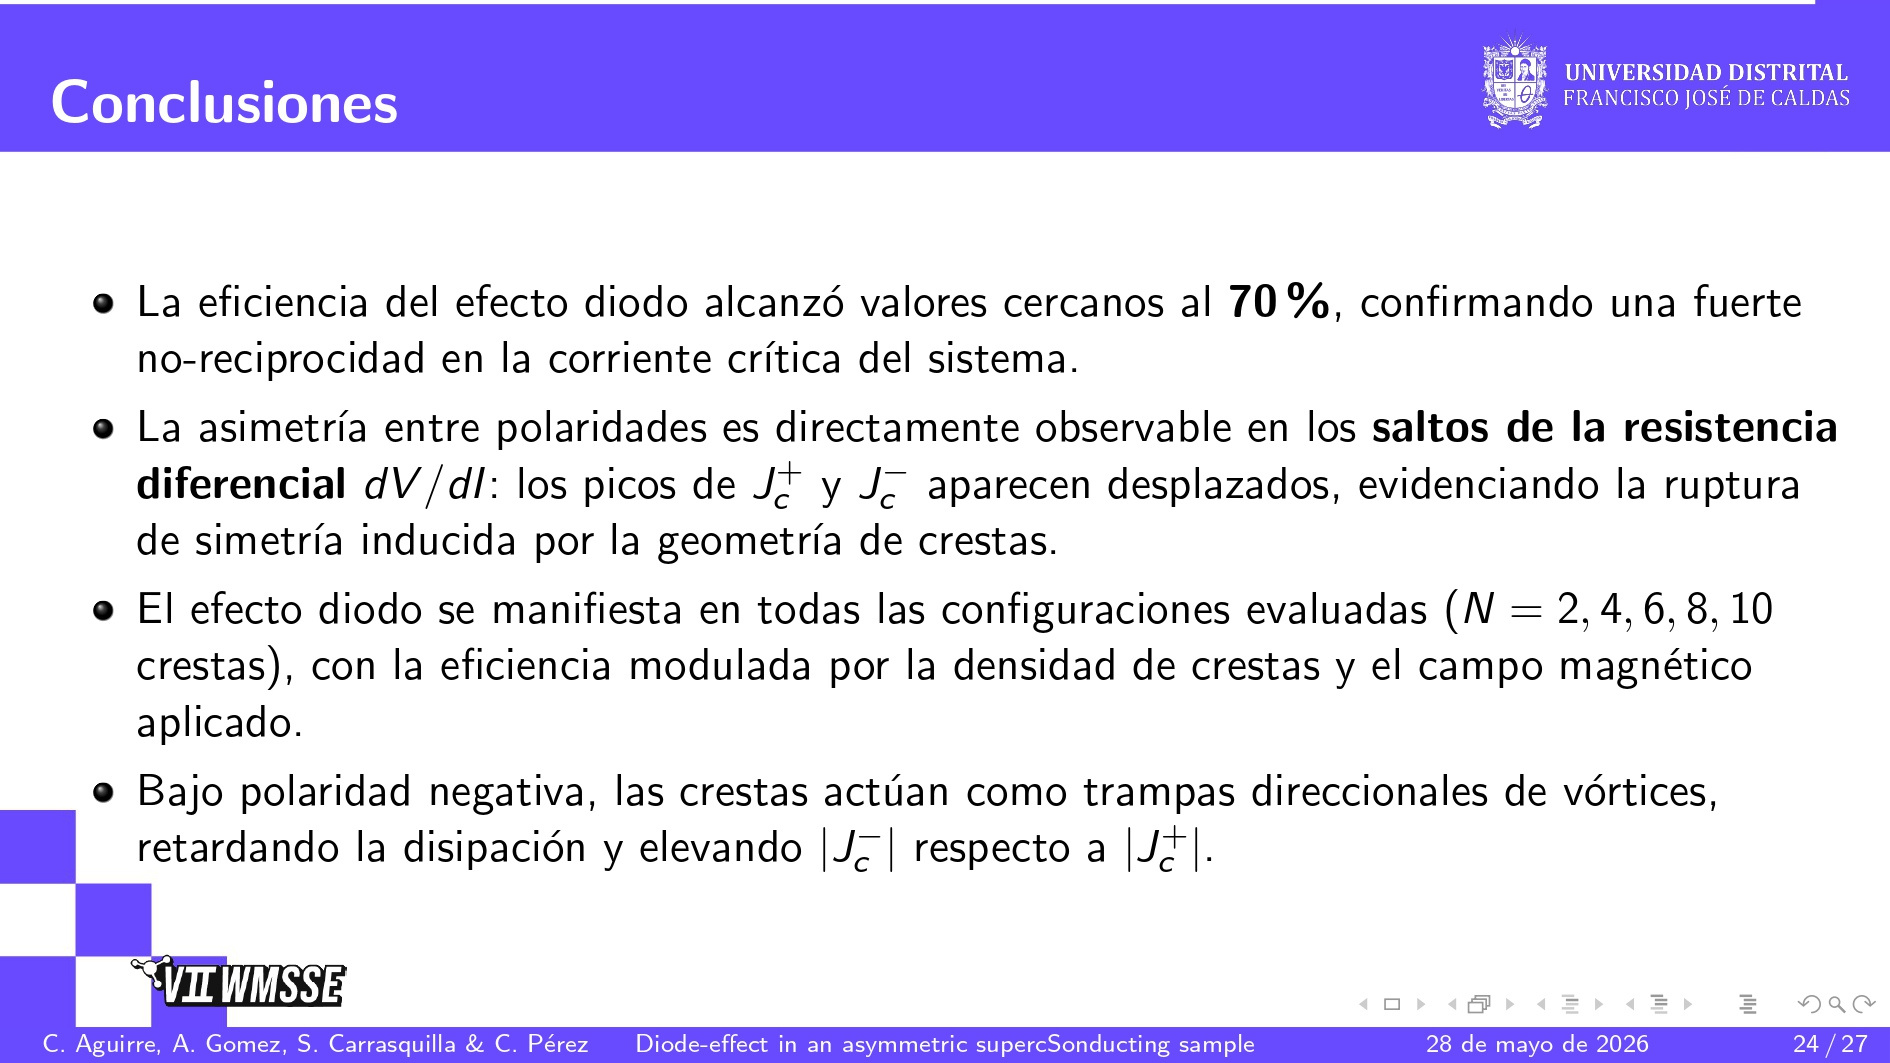 Conclusiones
UNIVERSIDAD DISTRITAL
FRANCISCO JOSÉ DE CALDAS
La eficiencia del efecto diodo alcanzó valores cercanos al 70 %, confirmando una fuerte
no-reciprocidad en la corriente crítica del sistema.
La asimetría entre polaridades es directamente observable en los saltos de la resistencia
diferencial dV/dI: los picos de J_c^+ y J_c^- aparecen desplazados, evidenciando la ruptura
de simetría inducida por la geometría de crestas.
El efecto diodo se manifiesta en todas las configuraciones evaluadas (N = 2, 4, 6, 8, 10
crestas), con la eficiencia modulada por la densidad de crestas y el campo magnético
aplicado.
Bajo polaridad negativa, las crestas actúan como trampas direccionales de vórtices,
retardando la disipación y elevando |J_c^-| respecto a |J_c^+|.
VII WMSSE
C. Aguirre, A. Gomez, S. Carrasquilla & C. Pérez Diode-effect in an asymmetric supercSonducting sample 28 de mayo de 2026 24 / 27